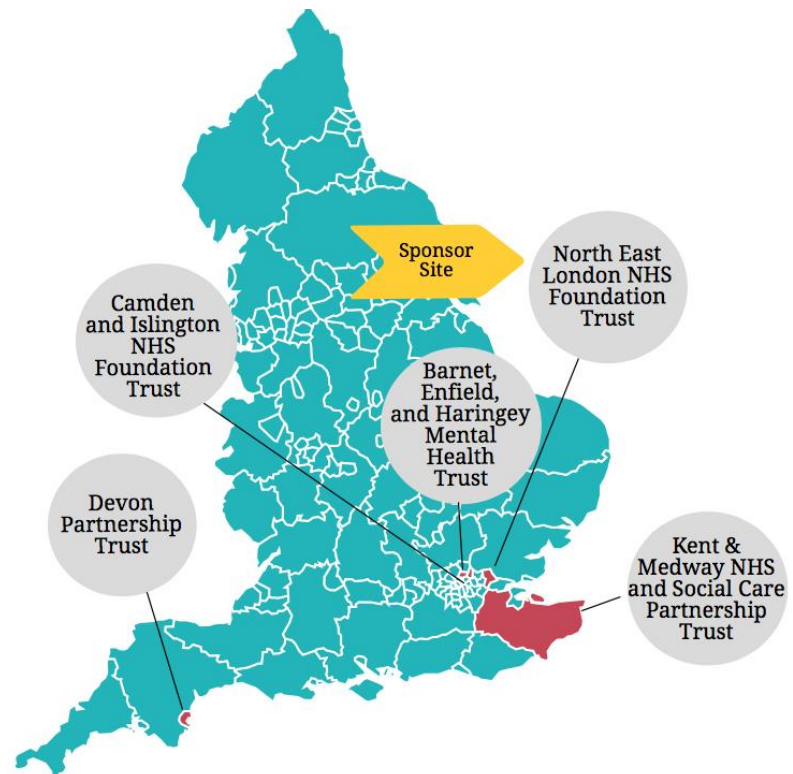 Sponsor
Site
North East
London NHS
Foundation
Trust
Camden
and Islington
NHS
Foundation
Trust
Barnet,
Enfield,
and Haringey
Mental
Health
Trust
Devon
Partnership
Trust
Kent &
Medway NHS
and Social Care
Partnership
Trust